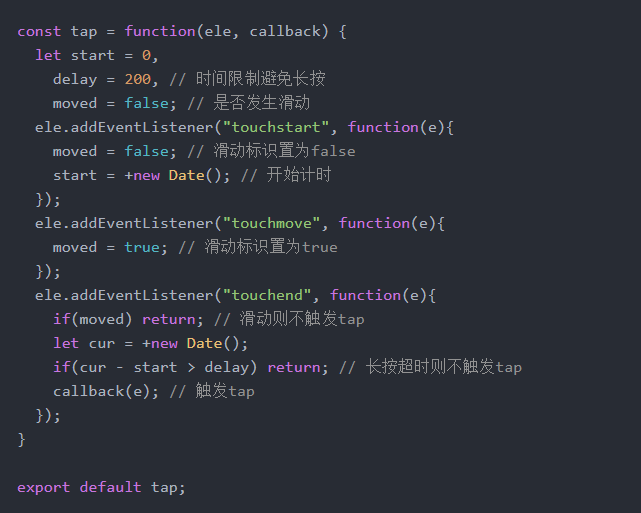 const tap = function(ele, callback) {
  let start = 0,
    delay = 200, // 时间限制避免长按
    moved = false; // 是否发生滑动
  ele.addEventListener("touchstart", function(e){
    moved = false; // 滑动标识置为false
    start = +new Date(); // 开始计时
  });
  ele.addEventListener("touchmove", function(e){
    moved = true; // 滑动标识置为true
  });
  ele.addEventListener("touchend", function(e){
    if(moved) return; // 滑动则不触发tap
    let cur = +new Date();
    if(cur - start > delay) return; // 长按超时则不触发tap
    callback(e); // 触发tap
  });
}

export default tap;